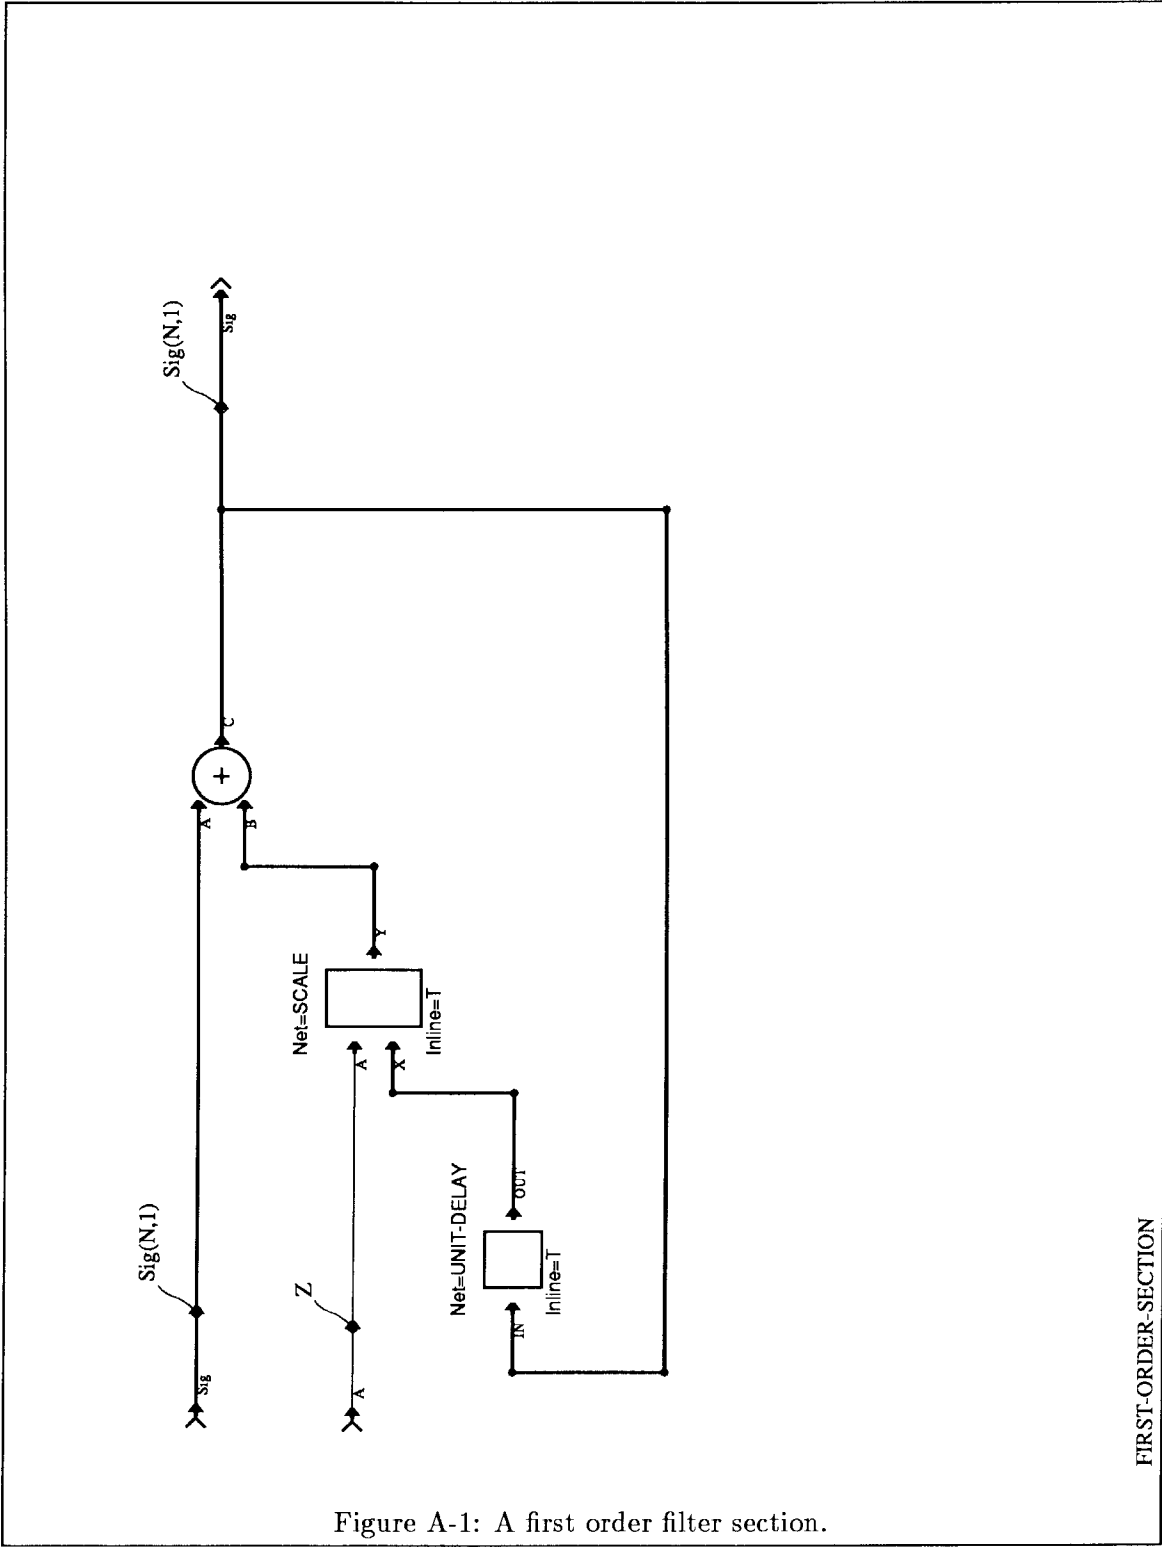 Sig(N,1)
Sig
Sig(N,1)
Sig
Z
A
A
B
C
+
Net=SCALE
Inline=T
A
X
Y
Net=UNIT-DELAY
Inline=T
IN
OUT
FIRST-ORDER-SECTION
Figure A-1: A first order filter section.